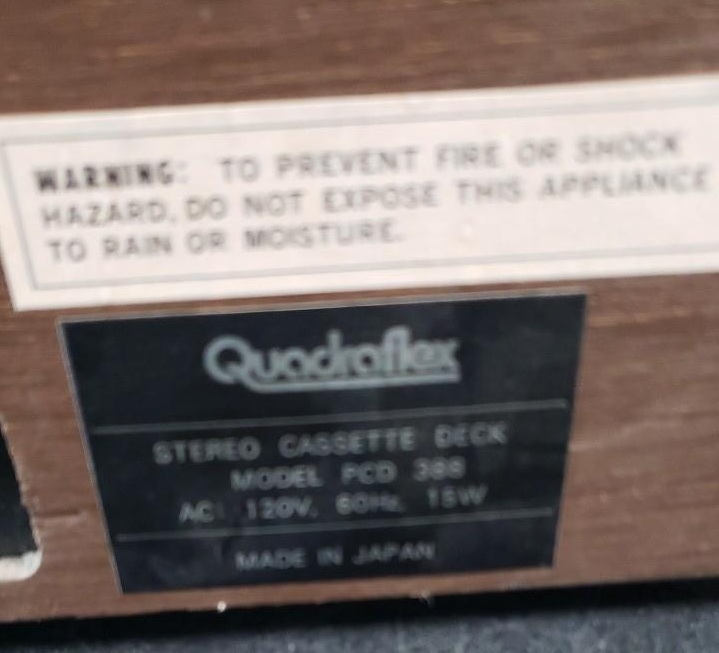 WARNING: TO PREVENT FIRE OR SHOCK
HAZARD, DO NOT EXPOSE THIS APPLIANCE
TO RAIN OR MOISTURE.
Quadraflex
STEREO CASSETTE DECK
MODEL PCD
AC: 120V, 60Hz, 15W
MADE IN JAPAN